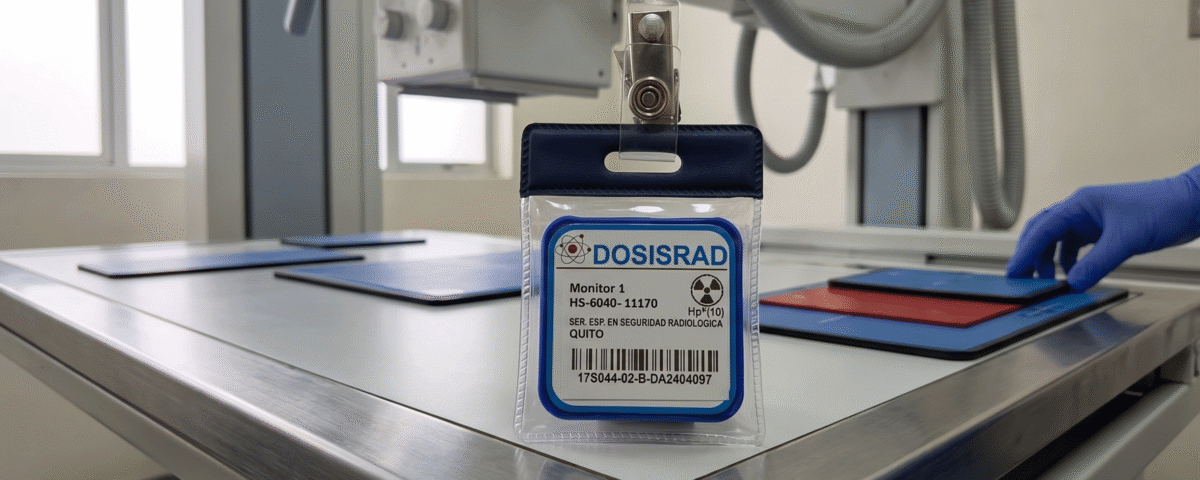 DOSISRAD
Monitor 1
HS-6040- 11170
Hp*(10)
SER. ESP. EN SEGURIDAD RADIOLOGICA
QUITO
17S044-02-B-DA2404097